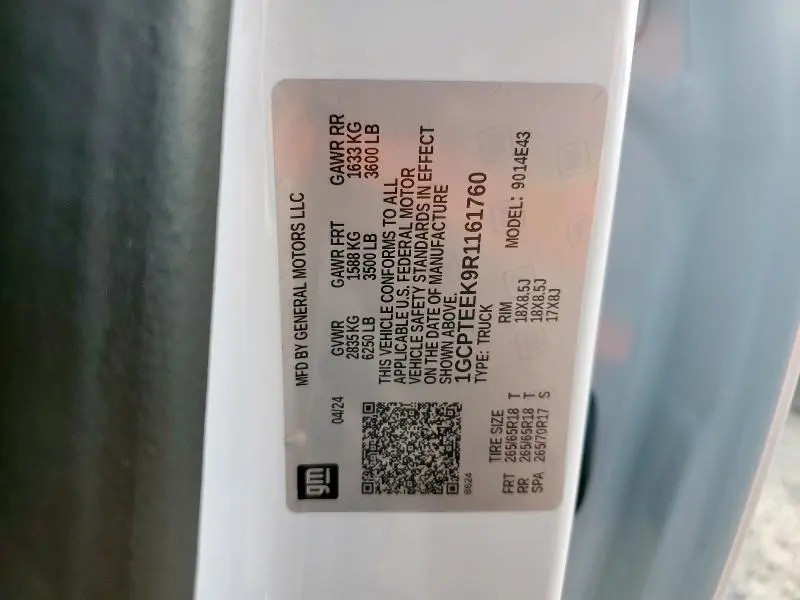 gm
04/24
MFD BY GENERAL MOTORS LLC
GVWR GAWR FRT GAWR RR
2835 KG 1588 KG 1633 KG
6250 LB 3500 LB 3600 LB
THIS VEHICLE CONFORMS TO ALL
APPLICABLE U.S. FEDERAL MOTOR
VEHICLE SAFETY STANDARDS IN EFFECT
ON THE DATE OF MANUFACTURE
SHOWN ABOVE.
1GCPTEEK9R1161760
8624
TYPE: TRUCK
MODEL: 9014E43
TIRE SIZE RIM
FRT 265/65R18 T 18X8.5J
RR 265/65R18 T 18X8.5J
SPA 265/70R17 S 17X8J